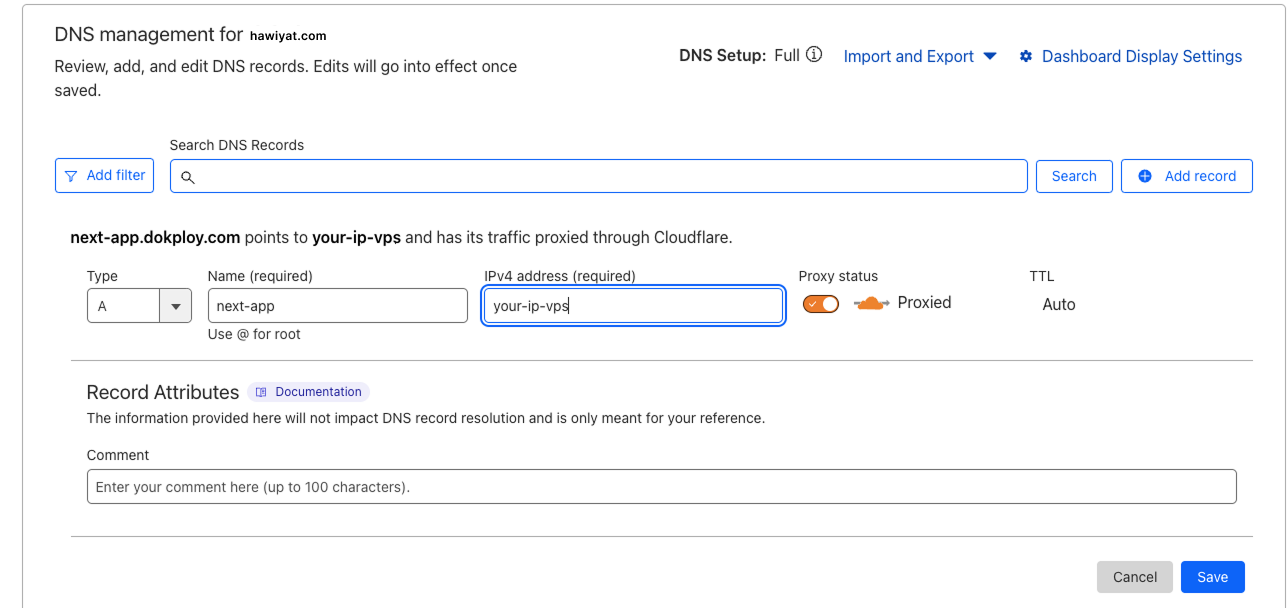 DNS management for hawiyat.com
Review, add, and edit DNS records. Edits will go into effect once
saved.
DNS Setup: Full
Import and Export
Dashboard Display Settings
Search DNS Records
Add filter
Search
Add record
next-app.dokploy.com points to your-ip-vps and has its traffic proxied through Cloudflare.
Type
Name (required)
IPv4 address (required)
Proxy status
TTL
A
next-app
your-ip-vps
Proxied
Auto
Use @ for root
Record Attributes
Documentation
The information provided here will not impact DNS record resolution and is only meant for your reference.
Comment
Enter your comment here (up to 100 characters).
Cancel
Save